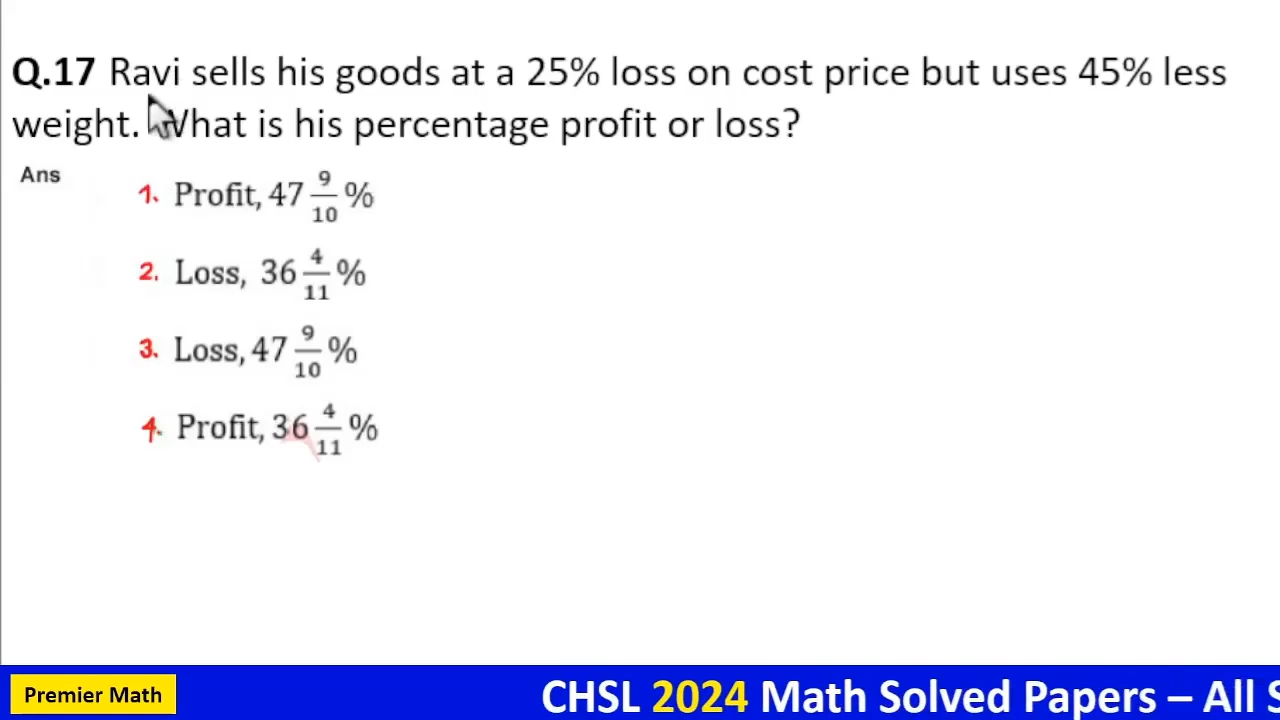 Q.17 Ravi sells his goods at a 25% loss on cost price but uses 45% less
weight. What is his percentage profit or loss?
Ans
1. Profit, 47 9/10 %
2. Loss, 36 4/11 %
3. Loss, 47 9/10 %
4. Profit, 36 4/11 %
Premier Math
CHSL 2024 Math Solved Papers – All S